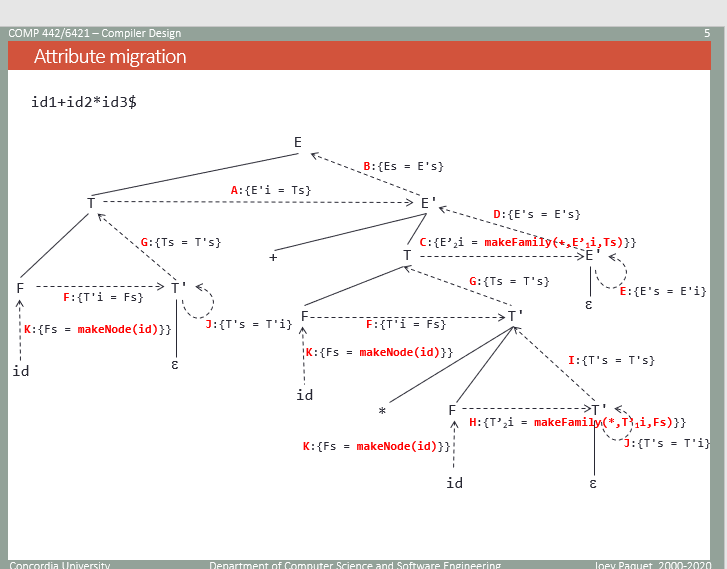 COMP 442/6421 – Compiler Design 5
Attribute migration
id1+id2*id3$
E
B:{Es = E's}
A:{E'i = Ts}
T E'
D:{E's = E's}
G:{Ts = T's}
C:{E’₂i = makeFamily(+,E’₁i,Ts)}}
+ T E'
G:{Ts = T's}
F T'
F:{T'i = Fs}
E:{E's = E'i}
ε
F T'
K:{Fs = makeNode(id)}}
J:{T's = T'i}
F:{T'i = Fs}
K:{Fs = makeNode(id)}}
I:{T's = T's}
id ε
id
* F T'
H:{T’₂i = makeFamily(*,T’₁i,Fs)}}
K:{Fs = makeNode(id)}}
J:{T's = T'i}
id ε
Concordia University Department of Computer Science and Software Engineering Joey Paquet, 2000-2020